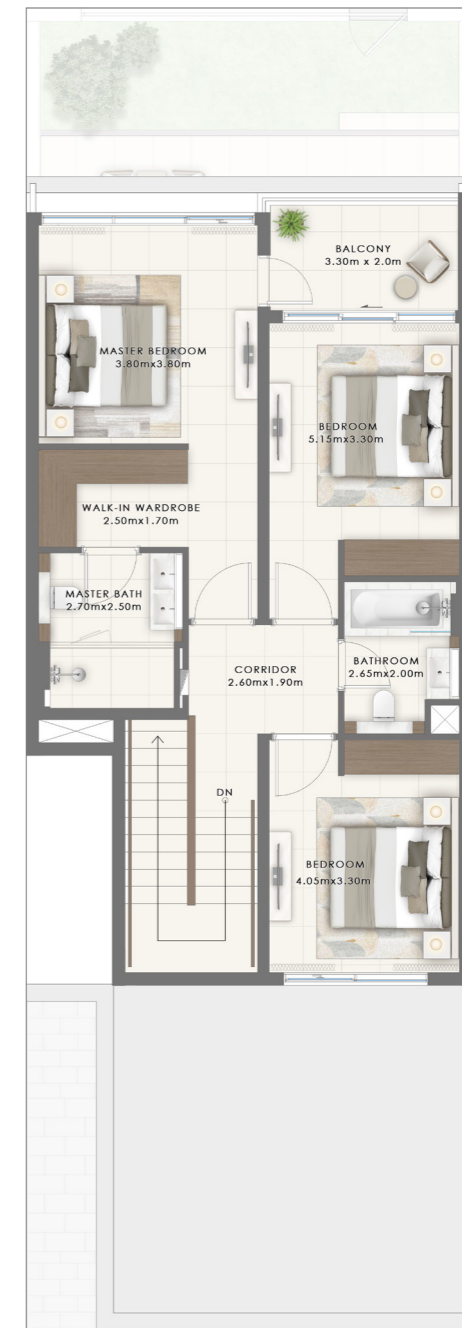 BALCONY
3.30m x 2.0m
MASTER BEDROOM
3.80mx3.80m
BEDROOM
5.15mx3.30m
WALK-IN WARDROBE
2.50mx1.70m
MASTER BATH
2.70mx2.50m
CORRIDOR
2.60mx1.90m
BATHROOM
2.65mx2.00m
DN
BEDROOM
4.05mx3.30m